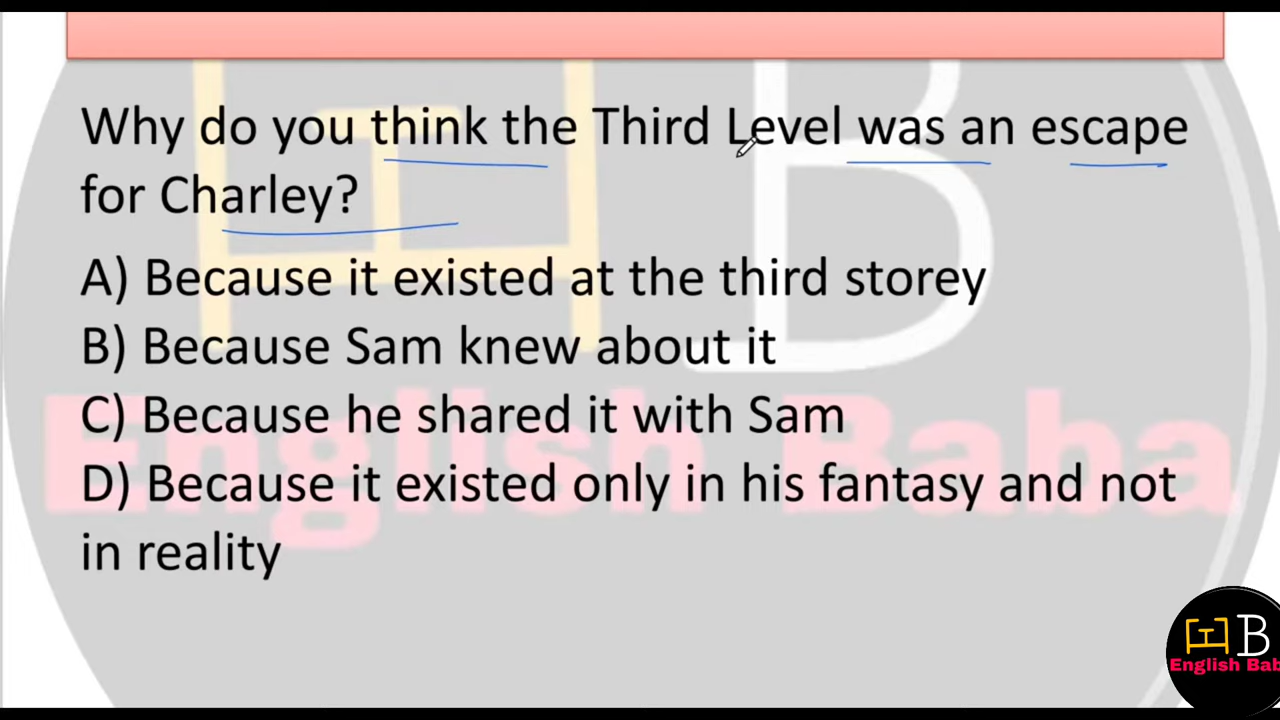 Why do you think the Third Level was an escape
for Charley?
A) Because it existed at the third storey
B) Because Sam knew about it
C) Because he shared it with Sam
D) Because it existed only in his fantasy and not
in reality
English Baba
B
B
English Bab